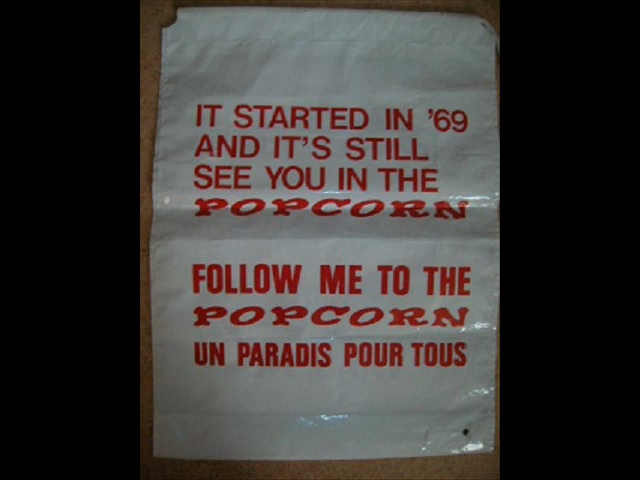 IT STARTED IN '69
AND IT'S STILL
SEE YOU IN THE
POPCORN
FOLLOW ME TO THE
POPCORN
UN PARADIS POUR TOUS